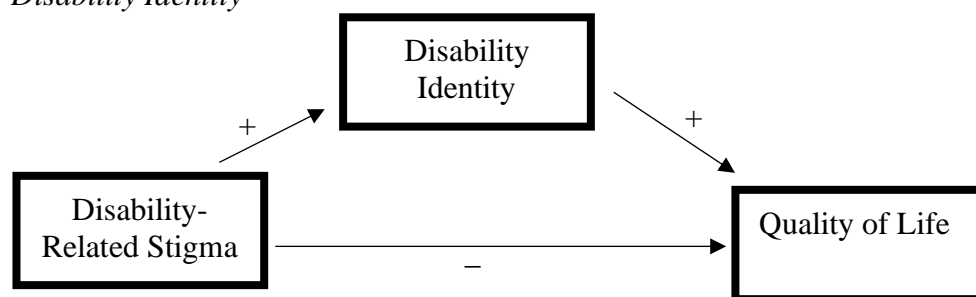 Disability Identity
Disability
Identity
+
+
Disability-
Related Stigma
Quality of Life
−